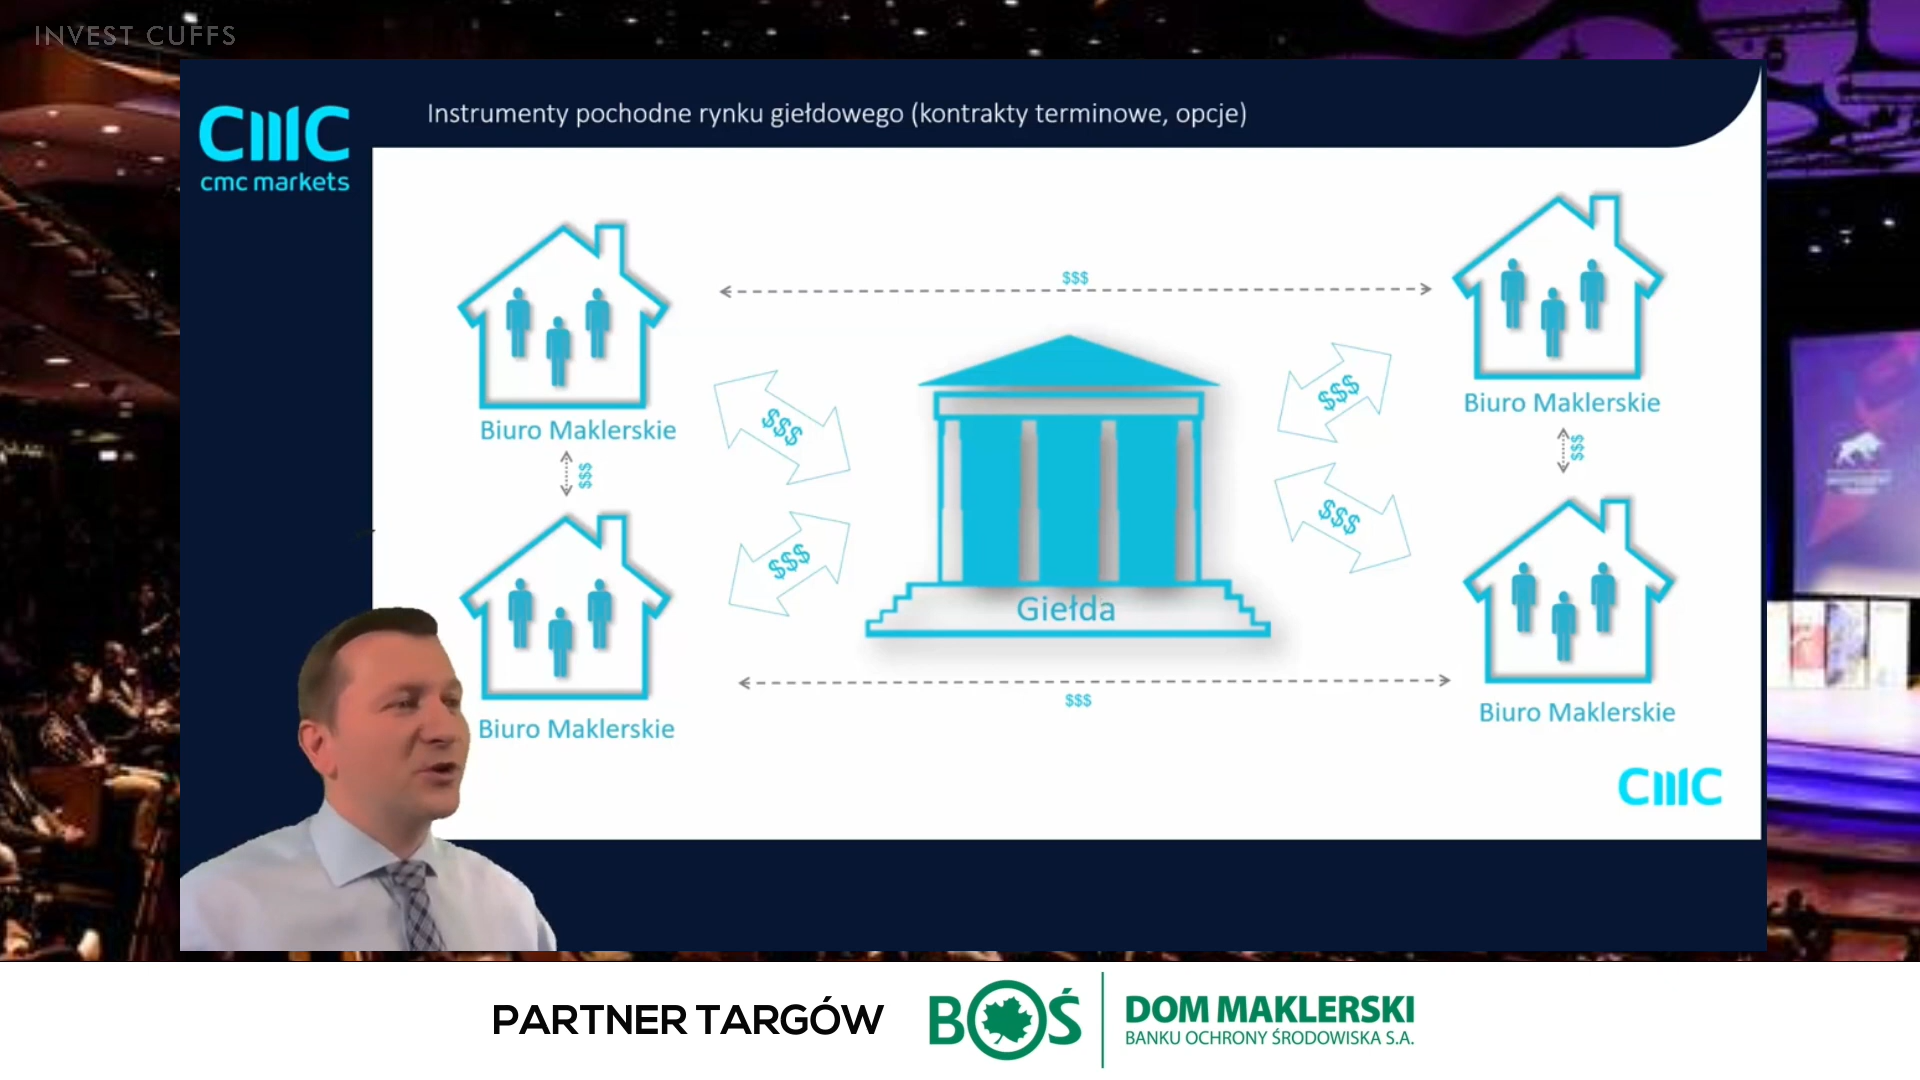 INVEST CUFFS
CMC
cmc markets
Instrumenty pochodne rynku giełdowego (kontrakty terminowe, opcje)
$$$
Biuro Maklerskie
Biuro Maklerskie
$$$
$$$
$$$
$$$
$$$
$$$
Giełda
$$$
Biuro Maklerskie
Biuro Maklerskie
CMC
PARTNER TARGÓW
BOŚ
DOM MAKLERSKI
BANKU OCHRONY ŚRODOWISKA S.A.